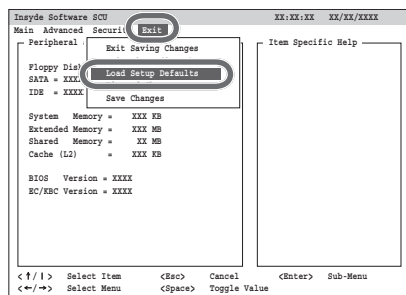 Insyde Software SCU XX:XX:XX XX/XX/XXXX
Main Advanced Securi Exit
Peripheral Item Specific Help
Exit Saving Changes
Floppy Dis
Load Setup Defaults
SATA = XXX
IDE = XXXX
Save Changes
System Memory = XXX KB
Extended Memory = XXX MB
Shared Memory = XX MB
Cache (L2) = XXX KB
BIOS Version = XXXX
EC/KBC Version = XXXX
<↑/↓> Select Item <Esc> Cancel <Enter> Sub-Menu
<←/→> Select Menu <Space> Toggle Value